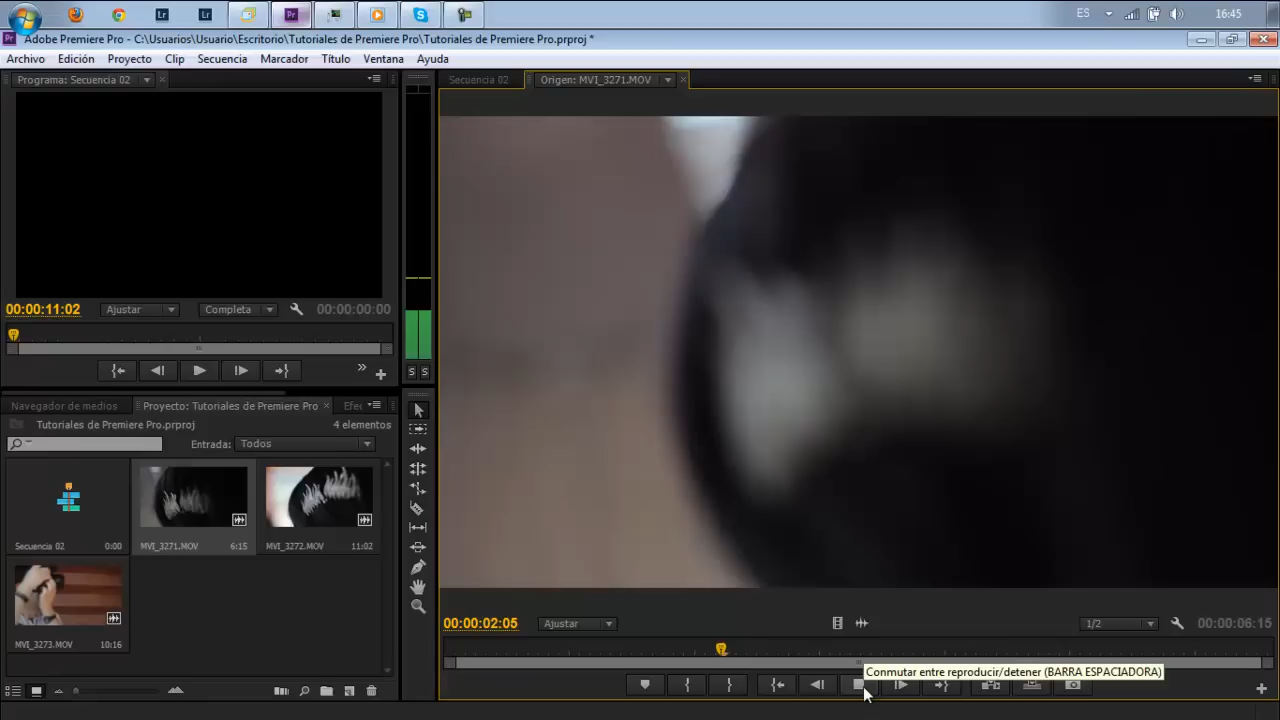 Lr
Lr
Pr
ES
16:45
Pr
Adobe Premiere Pro - C:\Usuarios\Usuario\Escritorio\Tutoriales de Premiere Pro\Tutoriales de Premiere Pro.prproj *
Archivo Edición Proyecto Clip Secuencia Marcador Título Ventana Ayuda
Programa: Secuencia 02
Secuencia 02
Origen: MVI_3271.MOV
00:00:11:02 Ajustar Completa 00:00:00:00
S S
Navegador de medios
Proyecto: Tutoriales de Premiere Pro
Efec
Tutoriales de Premiere Pro.prproj 4 elementos
Entrada: Todos
Secuencia 02 0:00
MVI_3271.MOV 6:15
MVI_3272.MOV 11:02
MVI_3273.MOV 10:16
00:00:02:05 Ajustar 1/2 00:00:06:15
Conmutar entre reproducir/detener (BARRA ESPACIADORA)